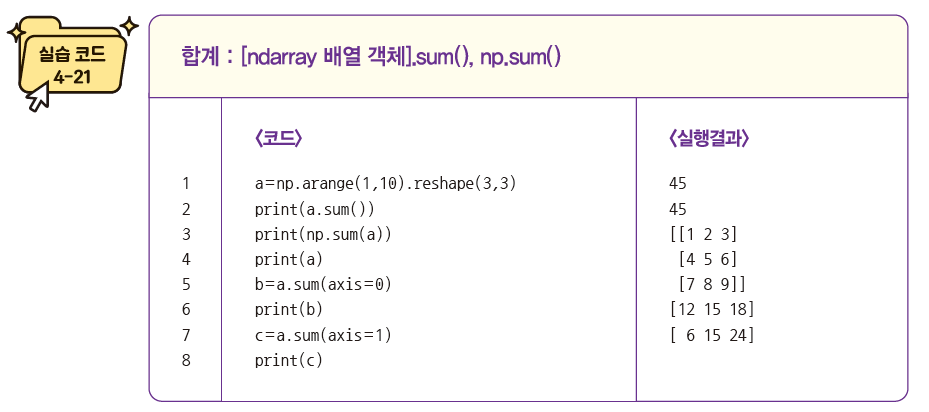 실습 코드
4-21
합계 : [ndarray 배열 객체].sum(), np.sum()
<코드>
<실행결과>
1 a=np.arange(1,10).reshape(3,3) 45
2 print(a.sum()) 45
3 print(np.sum(a)) [[1 2 3]
4 print(a) [4 5 6]
5 b=a.sum(axis=0) [7 8 9]]
6 print(b) [12 15 18]
7 c=a.sum(axis=1) [ 6 15 24]
8 print(c)